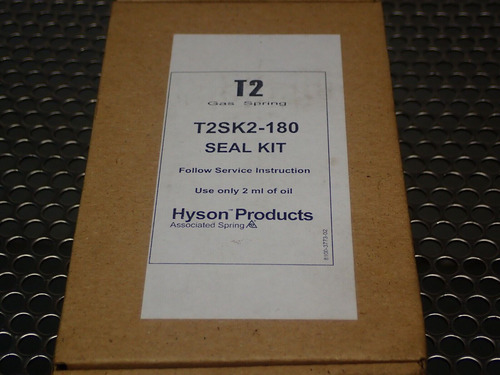 T2
Gas Spring
T2SK2-180
SEAL KIT
Follow Service Instruction
Use only 2 ml of oil
Hyson™ Products
Associated Spring